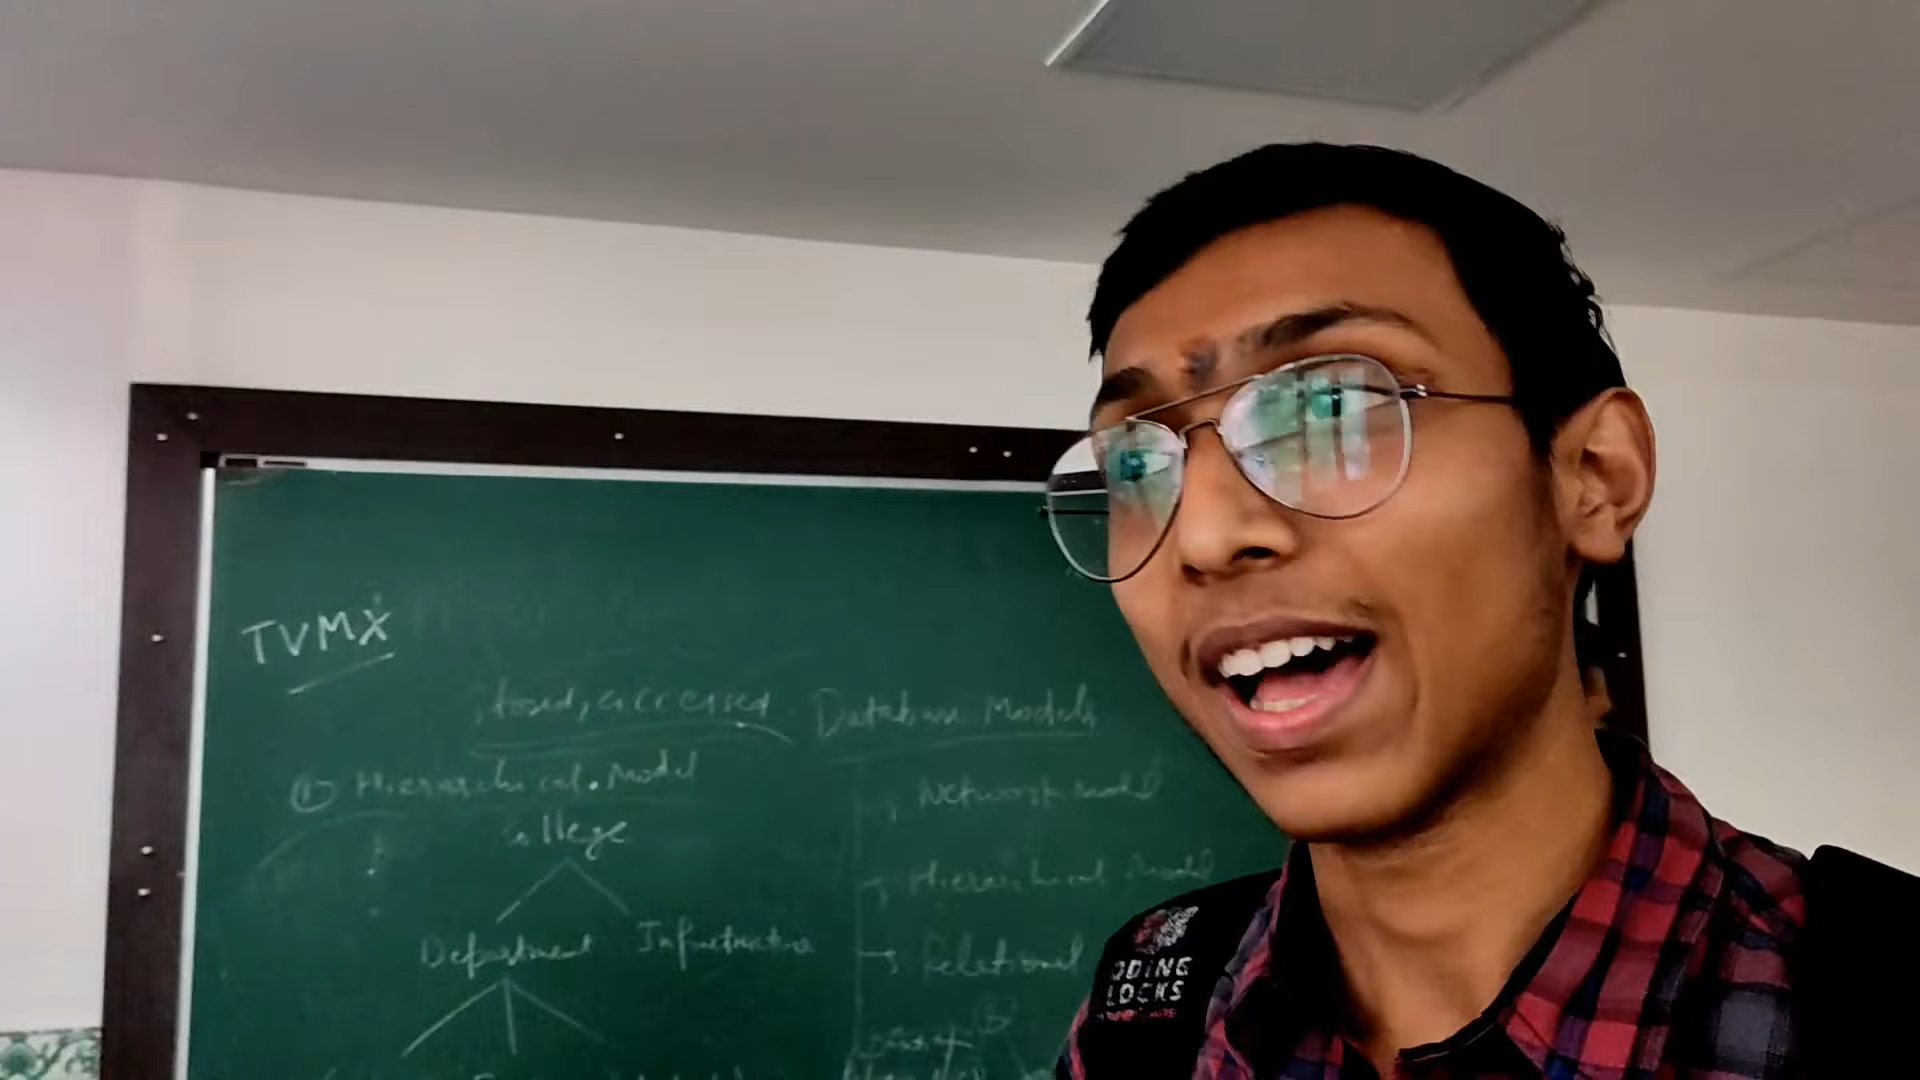 TVMX
stored, accessed Database Models
① Hierarchical Model
Network model
College
Hierarchical Model
Department Infrastructure
Relational
ODING
LOCKS